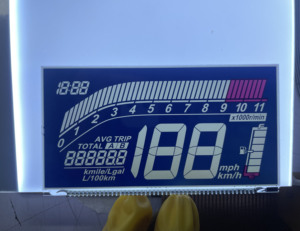 18:88
0 1 2 3 4 5 6 7 8 9 10 11
x1000r/min
AVG TRIP
TOTAL A B
888888
188
kmile/Lgal
L/100km
mph
km/h